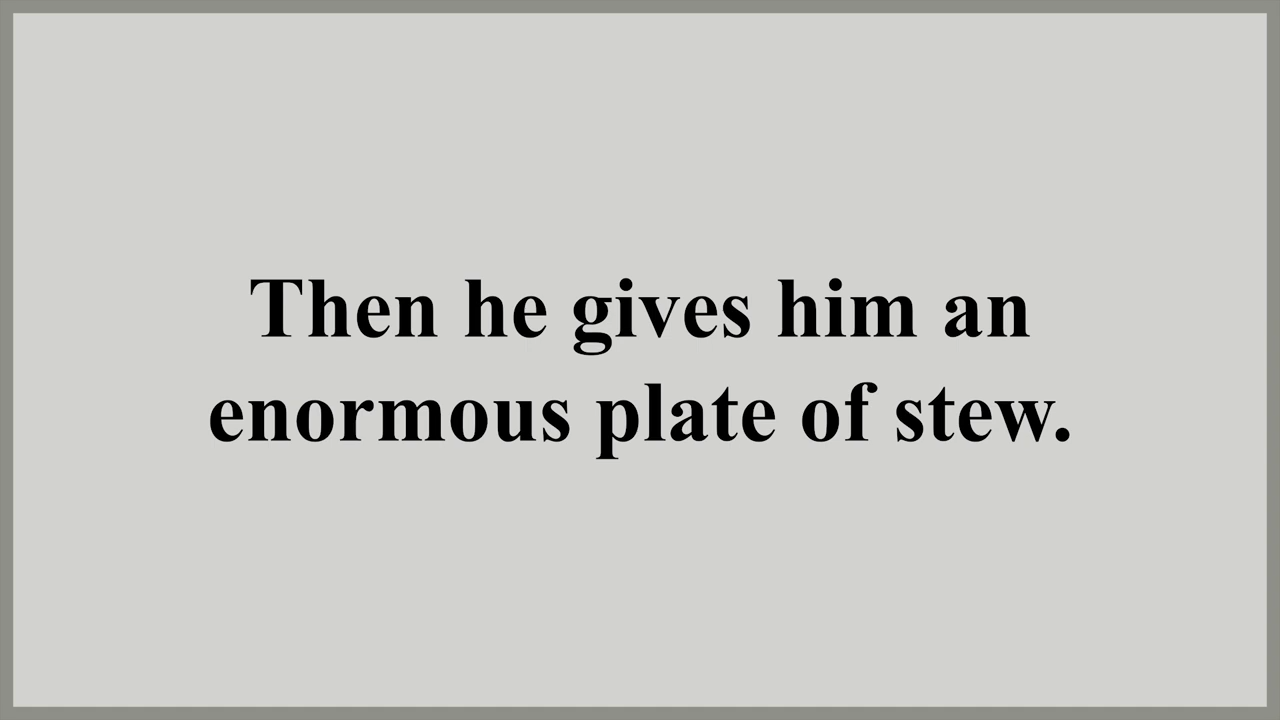 Then he gives him an
enormous plate of stew.